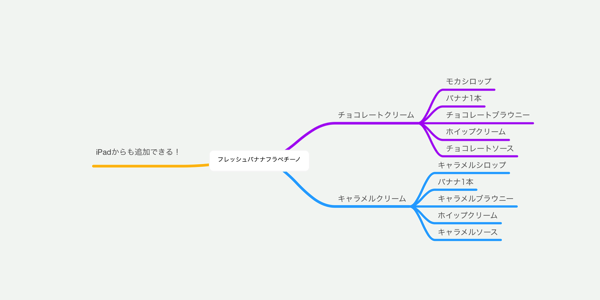 iPadからも追加できる！
フレッシュバナナフラペチーノ
チョコレートクリーム
モカシロップ
バナナ1本
チョコレートブラウニー
ホイップクリーム
チョコレートソース
キャラメルクリーム
キャラメルシロップ
バナナ1本
キャラメルブラウニー
ホイップクリーム
キャラメルソース